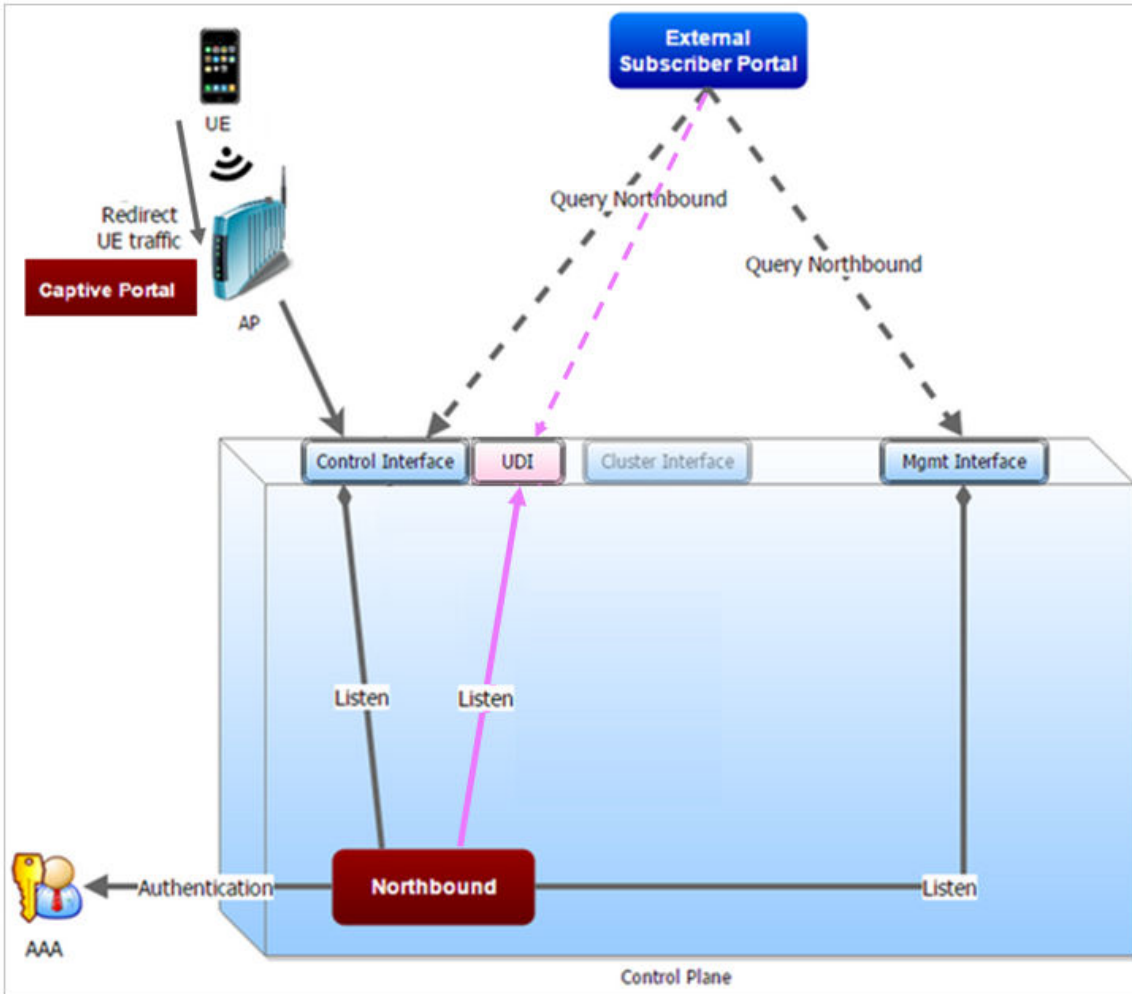 External
Subscriber Portal
UE
Redirect
UE traffic
Captive Portal
AP
Query Northbound
Query Northbound
Control Interface
UDI
Cluster Interface
Mgmt Interface
Listen
Listen
Authentication
Northbound
Listen
AAA
Control Plane